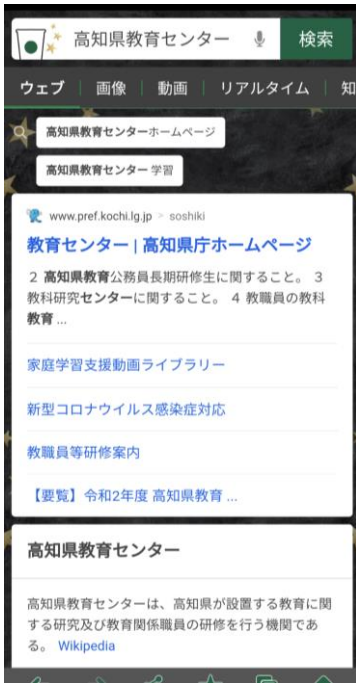 高知県教育センター
検索
ウェブ
画像
動画
リアルタイム
知
高知県教育センターホームページ
高知県教育センター 学習
www.pref.kochi.lg.jp > soshiki
教育センター | 高知県庁ホームページ
2 高知県教育公務員長期研修生に関すること。 3
教科研究センターに関すること。 4 教職員の教科
教育 ...
家庭学習支援動画ライブラリー
新型コロナウイルス感染症対応
教職員等研修案内
【要覧】令和2年度 高知県教育 ...
高知県教育センター
高知県教育センターは、高知県が設置する教育に関
する研究及び教育関係職員の研修を行う機関であ
る。 Wikipedia